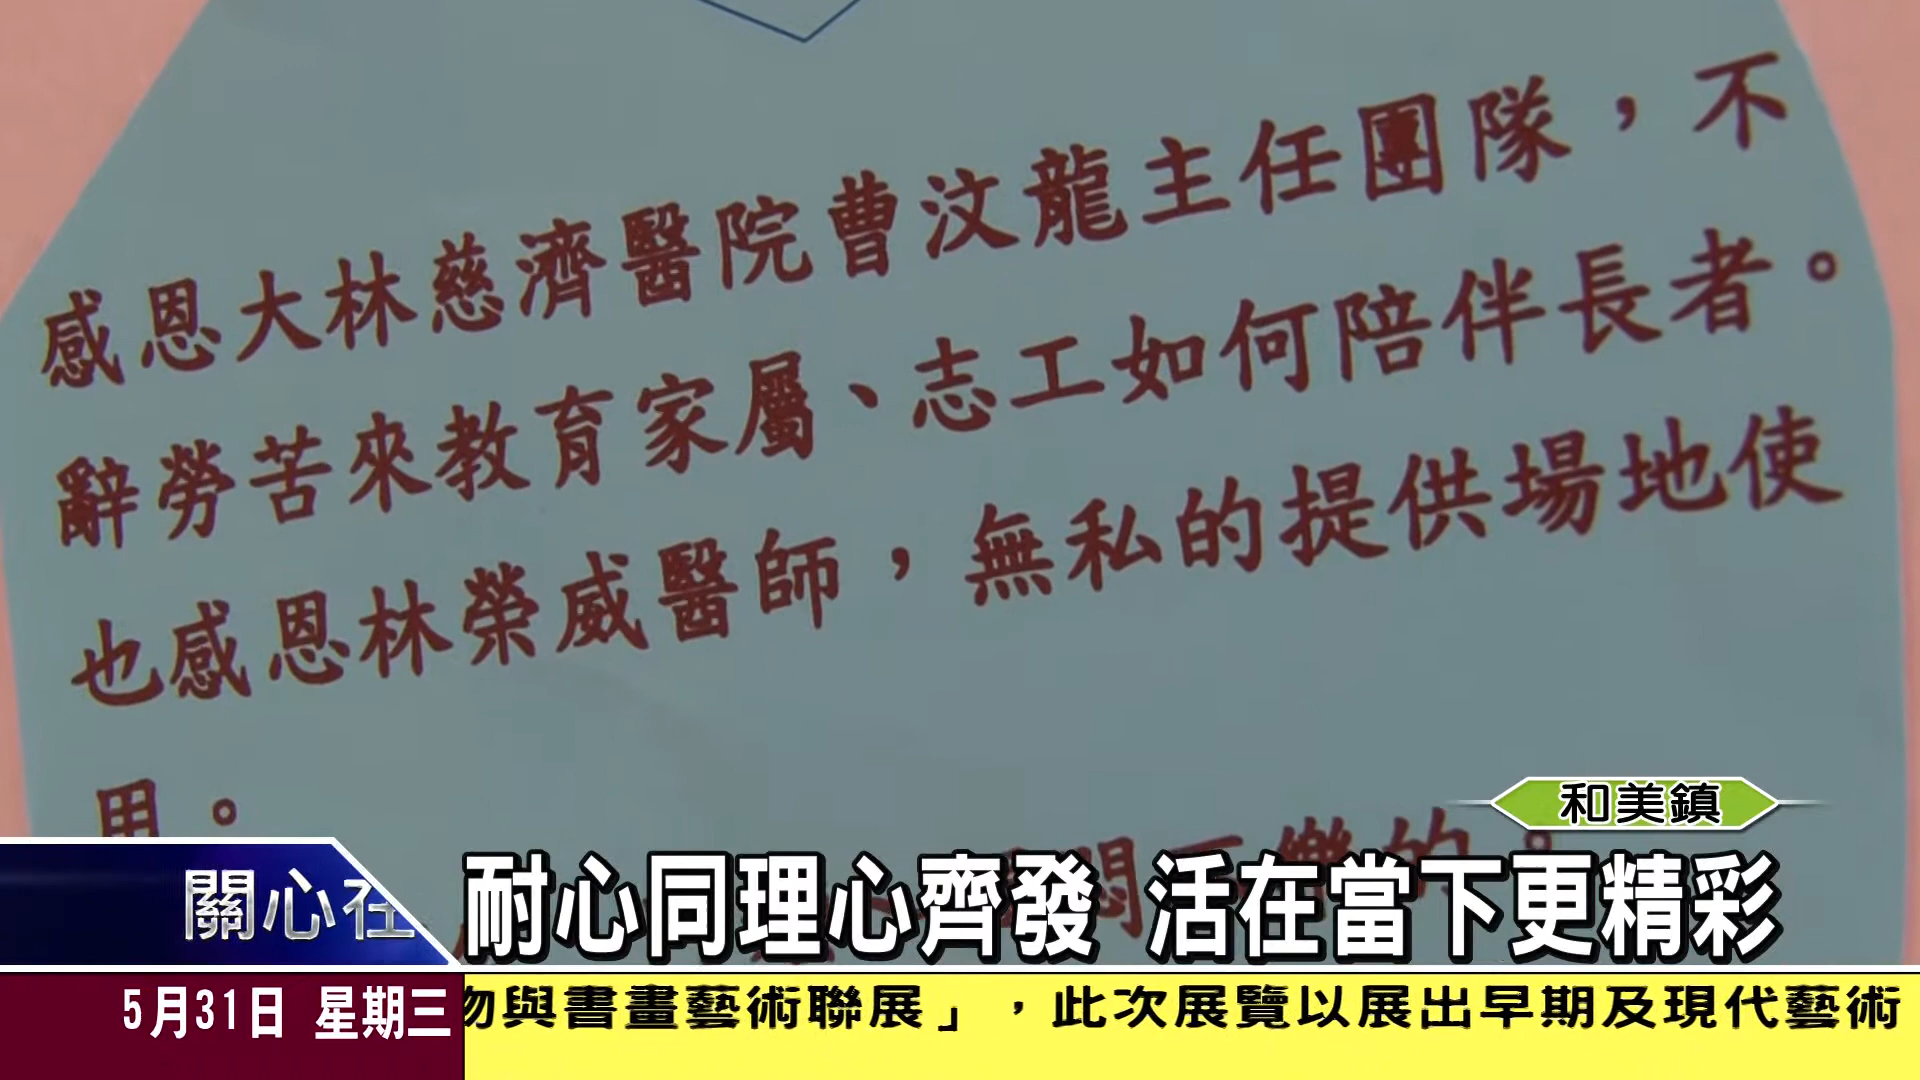 感恩大林慈濟醫院曹汶龍主任團隊，不
辭勞苦來教育家屬、志工如何陪伴長者。
也感恩林榮威醫師，無私的提供場地使
用。
和美鎮
關心在
耐心同理心齊發 活在當下更精彩
5月31日 星期三
物與書畫藝術聯展」，此次展覽以展出早期及現代藝術